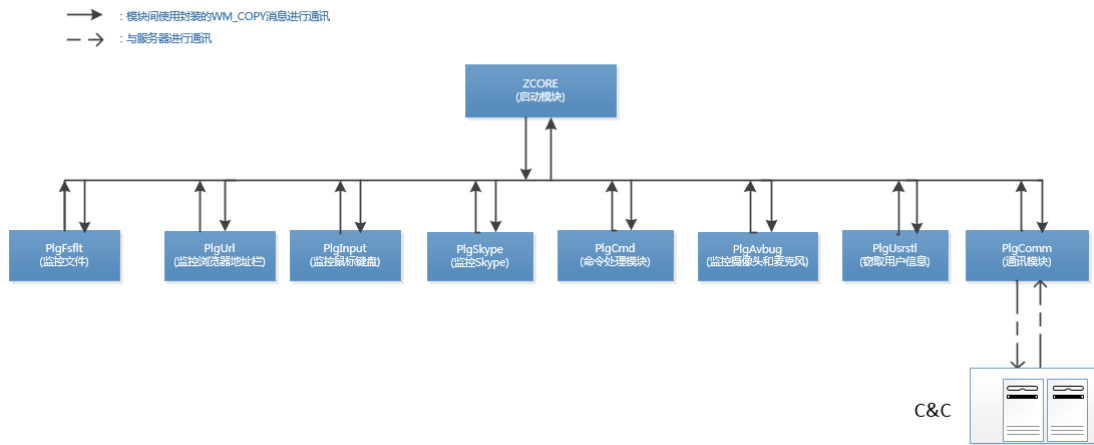 ：模块间使用封装的WM_COPY消息进行通讯
：与服务器进行通讯
ZCORE
(启动模块)
PlgFsflt
(监控文件)
PlgUrl
(监控浏览器地址栏)
PlgInput
(监控鼠标键盘)
PlgSkype
(监控Skype)
PlgCmd
(命令处理模块)
PlgAvbug
(监控摄像头和麦克风)
PlgUsrstl
(窃取用户信息)
PlgComm
(通讯模块)
C&C